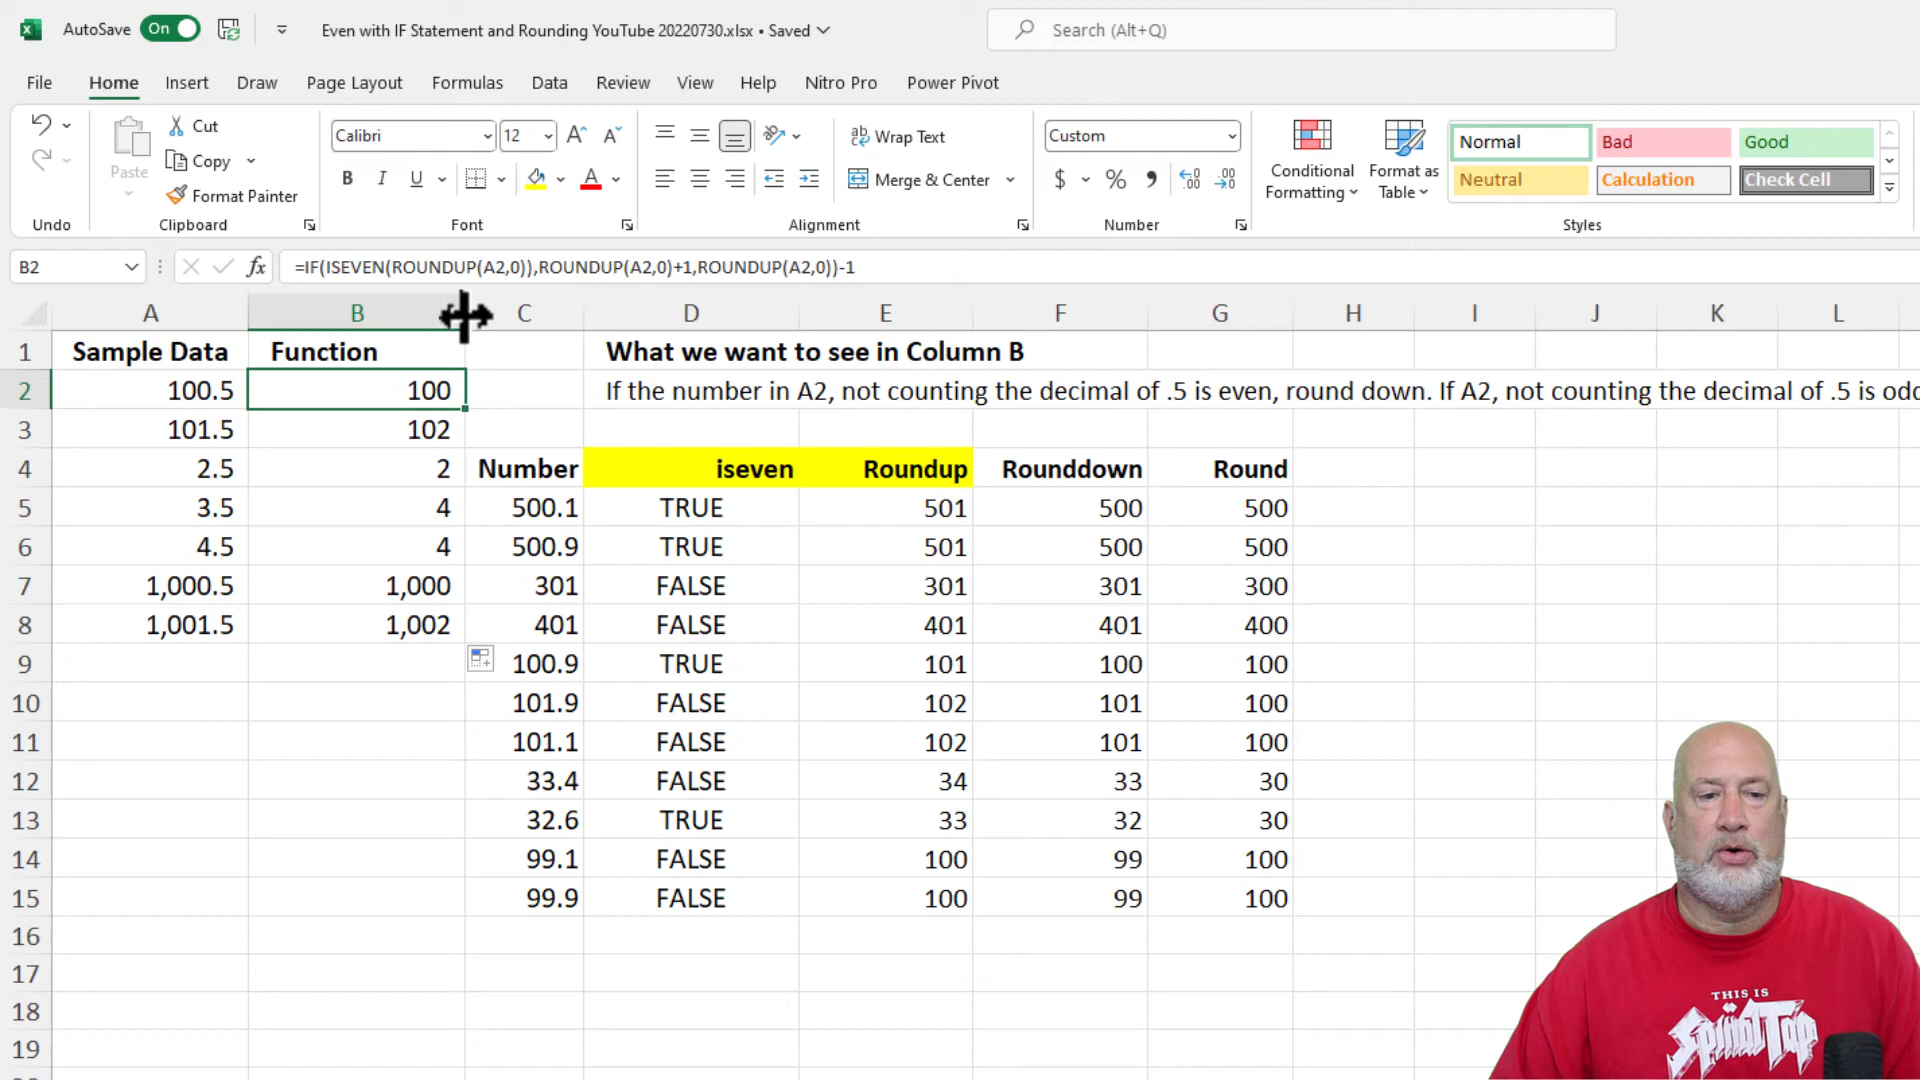 AutoSave On Even with IF Statement and Rounding YouTube 20220730.xlsx • Saved Search (Alt+Q)
File Home Insert Draw Page Layout Formulas Data Review View Help Nitro Pro Power Pivot
Cut
Copy
Format Painter
Paste
Undo
Clipboard
Calibri 12
B I U A
Font
ab Wrap Text
Merge & Center
Alignment
Custom
$ % 9
Number
Conditional Formatting
Format as Table
Normal Bad Good
Neutral Calculation Check Cell
Styles
B2 fx =IF(ISEVEN(ROUNDUP(A2,0)),ROUNDUP(A2,0)+1,ROUNDUP(A2,0))-1
A B C D E F G H I J K L
1 Sample Data Function What we want to see in Column B
2 100.5 100 If the number in A2, not counting the decimal of .5 is even, round down. If A2, not counting the decimal of .5 is odd
3 101.5 102
4 2.5 2 Number iseven Roundup Rounddown Round
5 3.5 4 500.1 TRUE 501 500 500
6 4.5 4 500.9 TRUE 501 500 500
7 1,000.5 1,000 301 FALSE 301 301 300
8 1,001.5 1,002 401 FALSE 401 401 400
9 100.9 TRUE 101 100 100
10 101.9 FALSE 102 101 100
11 101.1 FALSE 102 101 100
12 33.4 FALSE 34 33 30
13 32.6 TRUE 33 32 30
14 99.1 FALSE 100 99 100
15 99.9 FALSE 100 99 100
16
17
18
19
THIS IS
SpinalTap